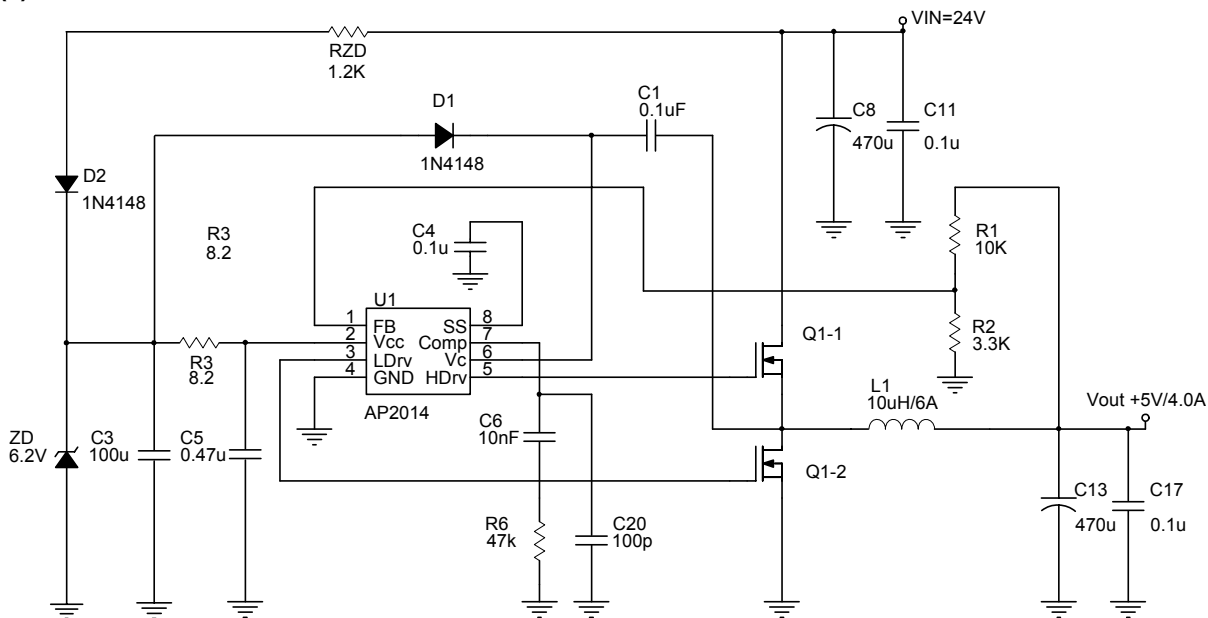 VIN=24V
RZD
1.2K
D1
1N4148
C1
0.1uF
C8
470u
C11
0.1u
D2
1N4148
R3
8.2
C4
0.1u
R1
10K
U1
1 FB SS 8
2 Vcc Comp 7
3 LDrv Vc 6
4 GND HDrv 5
AP2014
R3
8.2
Q1-1
R2
3.3K
L1
10uH/6A
Vout +5V/4.0A
ZD
6.2V
C3
100u
C5
0.47u
C6
10nF
Q1-2
R6
47k
C20
100p
C13
470u
C17
0.1u